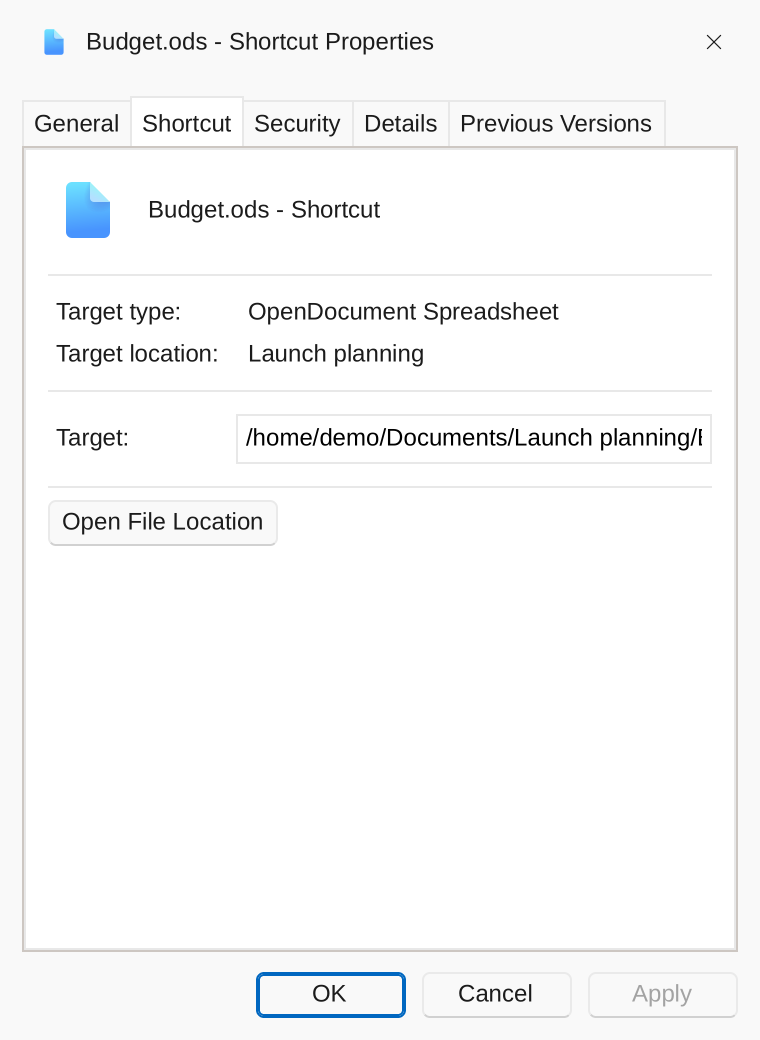 Budget.ods - Shortcut Properties
General Shortcut Security Details Previous Versions
Budget.ods - Shortcut
Target type: OpenDocument Spreadsheet
Target location: Launch planning
Target: /home/demo/Documents/Launch planning/
Open File Location
OK Cancel Apply